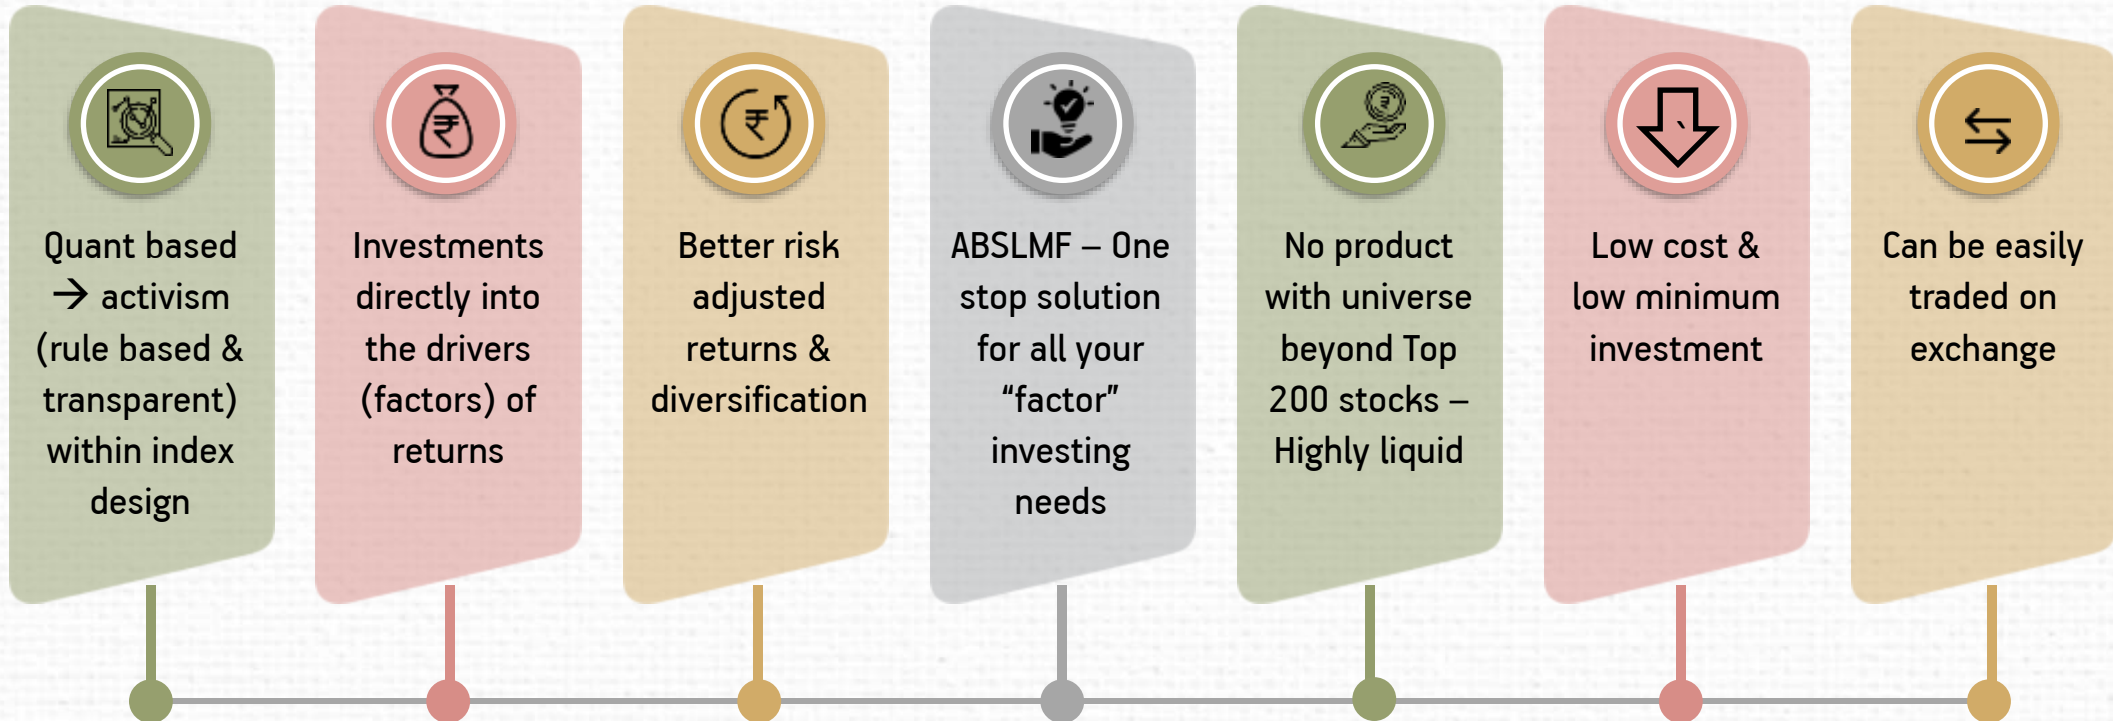 Quant based
→ activism
(rule based &
transparent)
within index
design
Investments
directly into
the drivers
(factors) of
returns
Better risk
adjusted
returns &
diversification
ABSLMF – One
stop solution
for all your
“factor”
investing
needs
No product
with universe
beyond Top
200 stocks –
Highly liquid
Low cost &
low minimum
investment
Can be easily
traded on
exchange